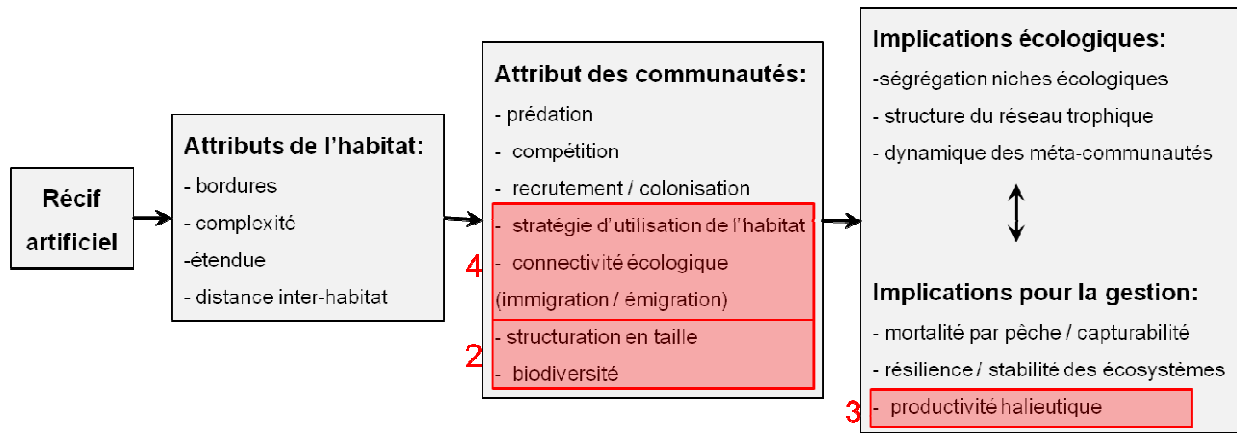 Récif
artificiel
Attributs de l'habitat:
- bordures
- complexité
-étendue
- distance inter-habitat
Attribut des communautés:
- prédation
- compétition
- recrutement / colonisation
- stratégie d'utilisation de l'habitat
- connectivité écologique
(immigration / émigration)
- structuration en taille
- biodiversité
4
2
Implications écologiques:
-ségrégation niches écologiques
- structure du réseau trophique
- dynamique des méta-communautés
Implications pour la gestion:
- mortalité par pêche / capturabilité
- résilience / stabilité des écosystèmes
- productivité halieutique
3